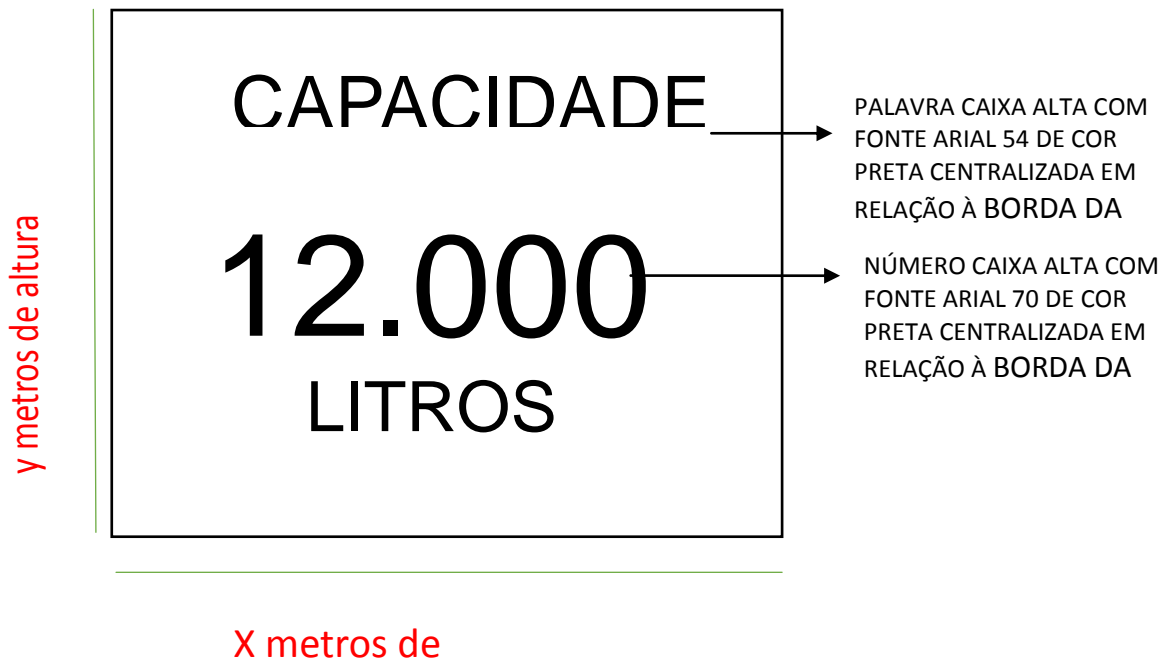 CAPACIDADE
12.000
LITROS
PALAVRA CAIXA ALTA COM
FONTE ARIAL 54 DE COR
PRETA CENTRALIZADA EM
RELAÇÃO À BORDA DA
NÚMERO CAIXA ALTA COM
FONTE ARIAL 70 DE COR
PRETA CENTRALIZADA EM
RELAÇÃO À BORDA DA
y metros de altura
X metros de